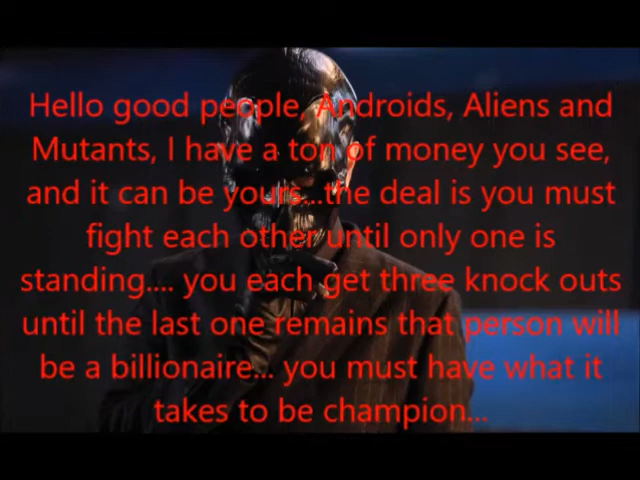 Hello good people, Androids, Aliens and
Mutants, I have a ton of money you see,
and it can be yours...the deal is you must
fight each other until only one is
standing.... you each get three knock outs
until the last one remains that person will
be a billionaire... you must have what it
takes to be champion...